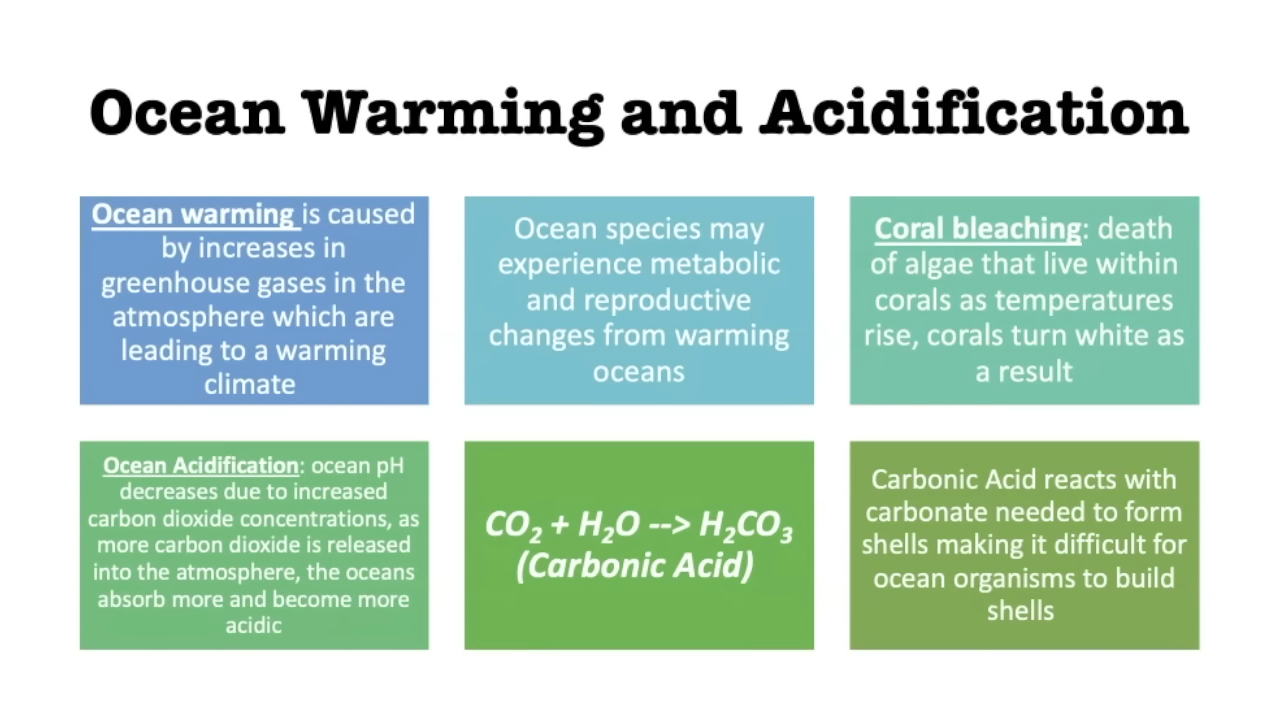 Ocean Warming and Acidification
Ocean warming is caused
by increases in
greenhouse gases in the
atmosphere which are
leading to a warming
climate
Ocean species may
experience metabolic
and reproductive
changes from warming
oceans
Coral bleaching: death
of algae that live within
corals as temperatures
rise, corals turn white as
a result
Ocean Acidification: ocean pH
decreases due to increased
carbon dioxide concentrations, as
more carbon dioxide is released
into the atmosphere, the oceans
absorb more and become more
acidic
CO₂ + H₂O --> H₂CO₃
(Carbonic Acid)
Carbonic Acid reacts with
carbonate needed to form
shells making it difficult for
ocean organisms to build
shells